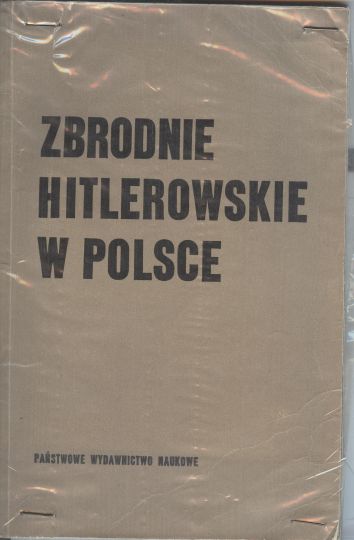 ZBRODNIE
HITLEROWSKIE
W POLSCE
PAŃSTWOWE WYDAWNICTWO NAUKOWE